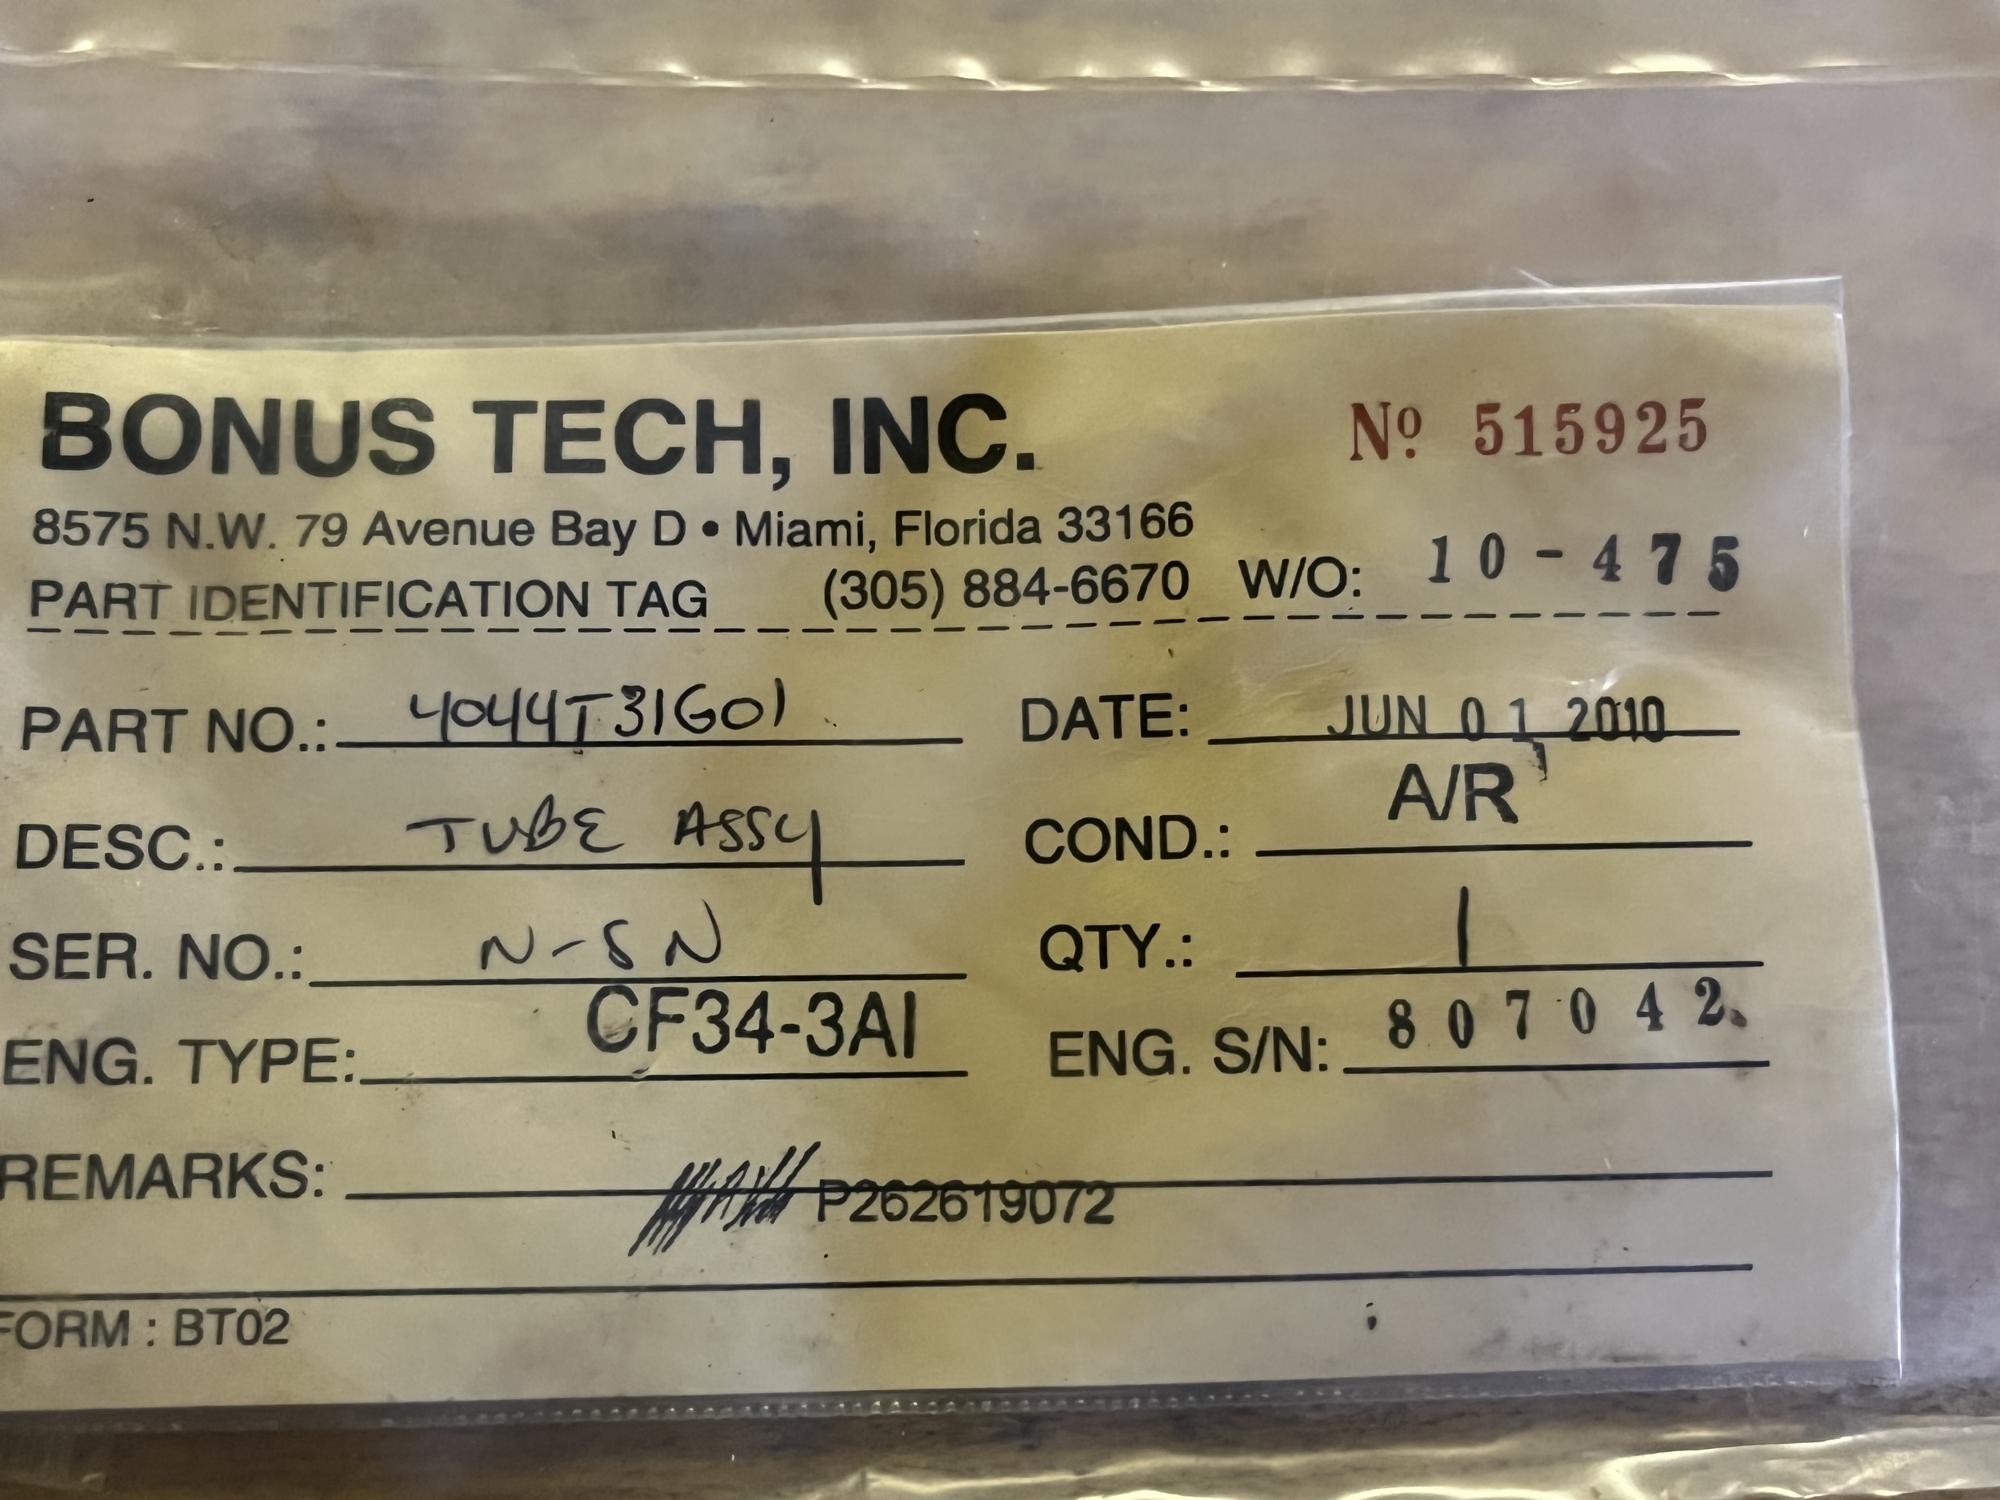 BONUS TECH, INC. Nº 515925
8575 N.W. 79 Avenue Bay D • Miami, Florida 33166
PART IDENTIFICATION TAG (305) 884-6670 W/O: 10-475
PART NO.: 4044T31G01 DATE: JUN 01 2010
DESC.: TUBE ASSY COND.: A/R
SER. NO.: N-SN QTY.: 1
ENG. TYPE: CF34-3AI ENG. S/N: 807042
REMARKS: P262619072
FORM : BT02